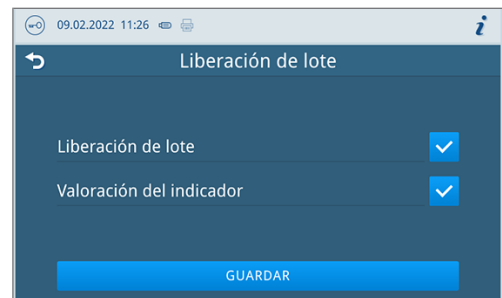 09.02.2022 11:26
Liberación de lote
Liberación de lote
Valoración del indicador
GUARDAR